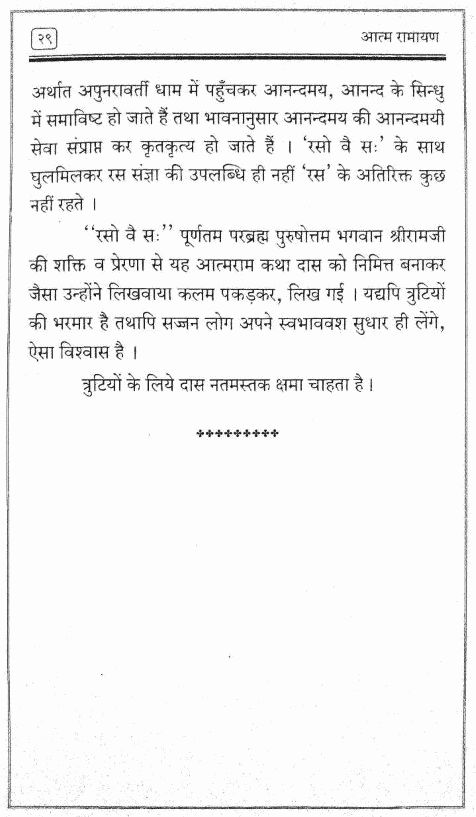 २९
आत्म रामायण
अर्थात अपुनरावर्ती धाम में पहुँचकर आनन्दमय, आनन्द के सिन्धु
में समाविष्ट हो जाते हैं तथा भावनानुसार आनन्दमय की आनन्दमयी
सेवा संप्राप्त कर कृतकृत्य हो जाते हैं । ‘रसो वै सः’ के साथ
घुलमिलकर रस संज्ञा की उपलब्धि ही नहीं ‘रस’ के अतिरिक्त कुछ
नहीं रहते ।
‘‘रसो वै सः’’ पूर्णतम परब्रह्म पुरुषोत्तम भगवान श्रीरामजी
की शक्ति व प्रेरणा से यह आत्मराम कथा दास को निमित्त बनाकर
जैसा उन्होंने लिखवाया कलम पकड़कर, लिख गई । यद्यपि त्रुटियों
की भरमार है तथापि सज्जन लोग अपने स्वभाववश सुधार ही लेंगे,
ऐसा विश्वास है ।
त्रुटियों के लिये दास नतमस्तक क्षमा चाहता है ।